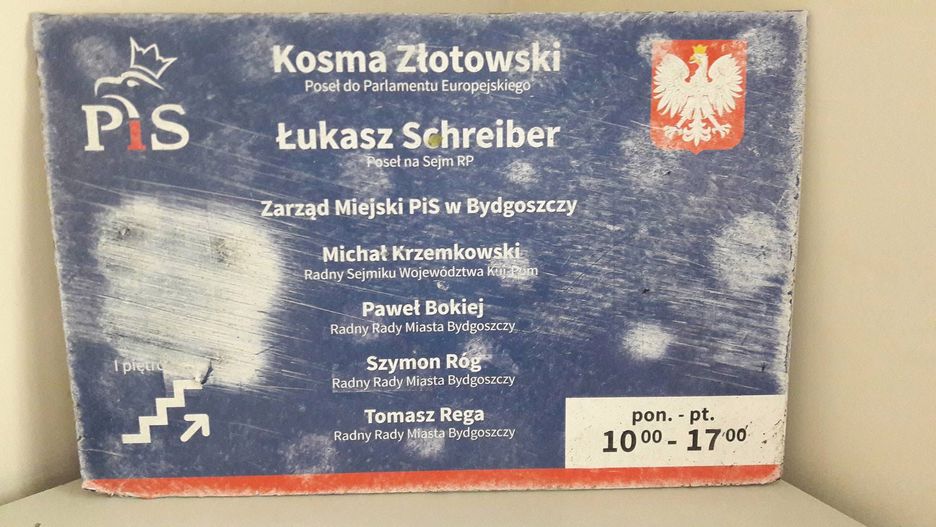 PiS
Kosma Złotowski
Poseł do Parlamentu Europejskiego
Łukasz Schreiber
Poseł na Sejm RP
Zarząd Miejski PiS w Bydgoszczy
Michał Krzemkowski
Radny Sejmiku Województwa Kuj-Pom
Paweł Bokiej
Radny Rady Miasta Bydgoszczy
Szymon Róg
Radny Rady Miasta Bydgoszczy
Tomasz Rega
Radny Rady Miasta Bydgoszczy
I piętro
pon. - pt.
10 00 - 17 00